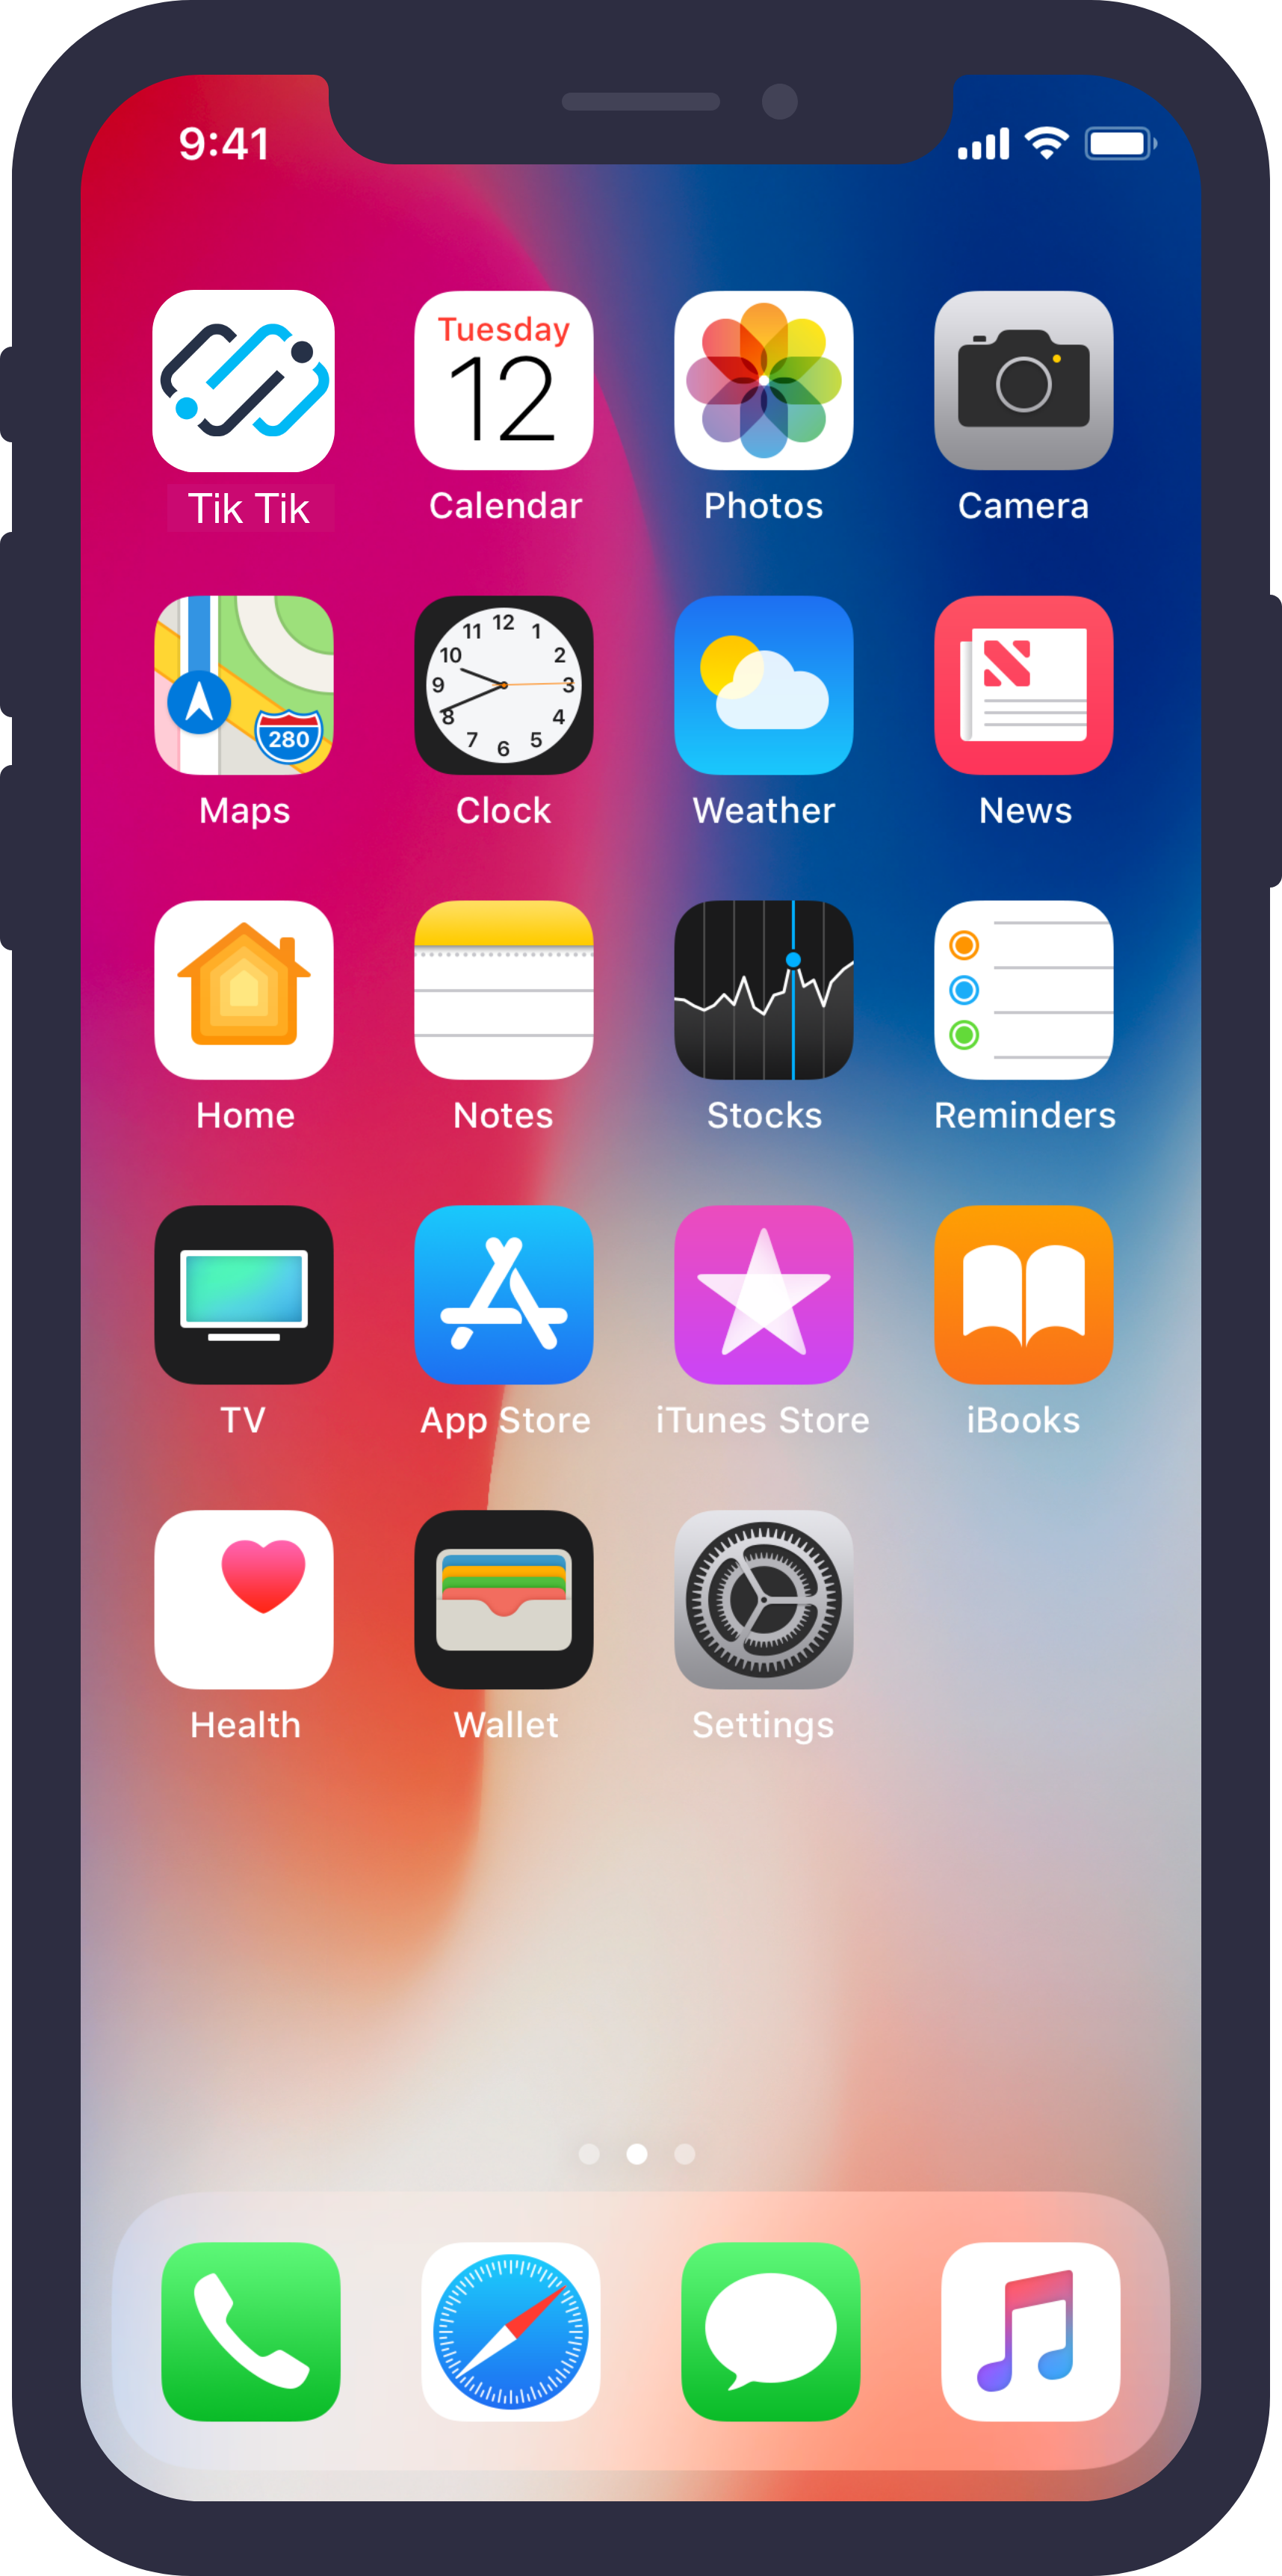 9:41
Tuesday
12
Tik Tik
Calendar
Photos
Camera
280
12
11
1
10
2
9
3
8
4
7
5
6
Maps
Clock
Weather
News
Home
Notes
Stocks
Reminders
TV
App Store
iTunes Store
iBooks
Health
Wallet
Settings